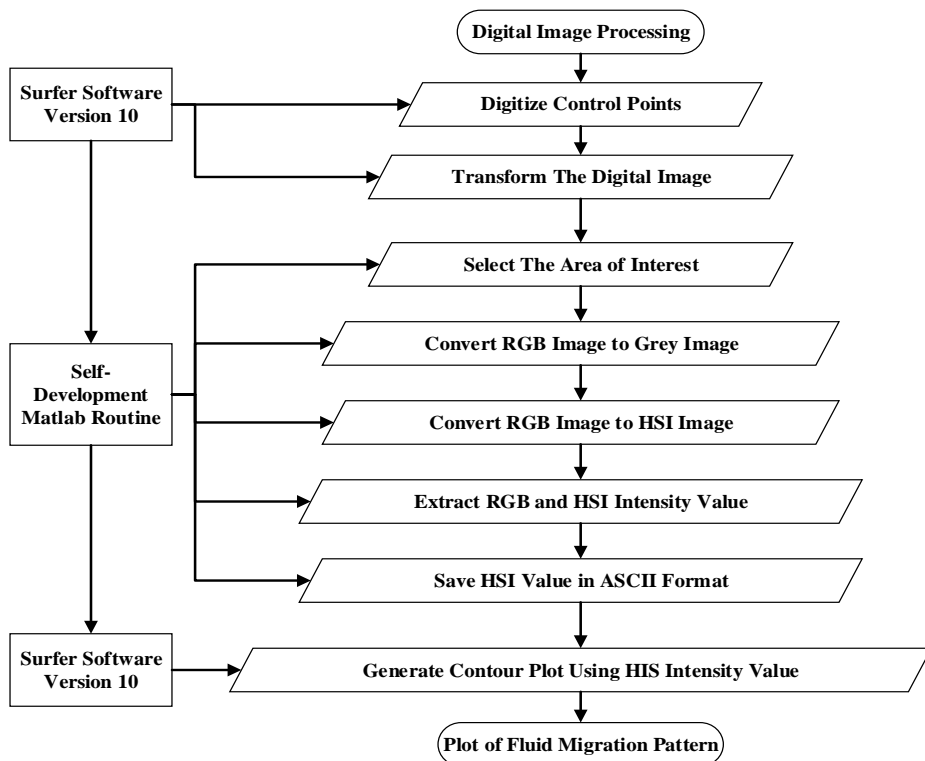 Digital Image Processing
Surfer Software
Version 10
Digitize Control Points
Transform The Digital Image
Select The Area of Interest
Convert RGB Image to Grey Image
Self-
Development
Matlab Routine
Convert RGB Image to HSI Image
Extract RGB and HSI Intensity Value
Save HSI Value in ASCII Format
Surfer Software
Version 10
Generate Contour Plot Using HIS Intensity Value
Plot of Fluid Migration Pattern